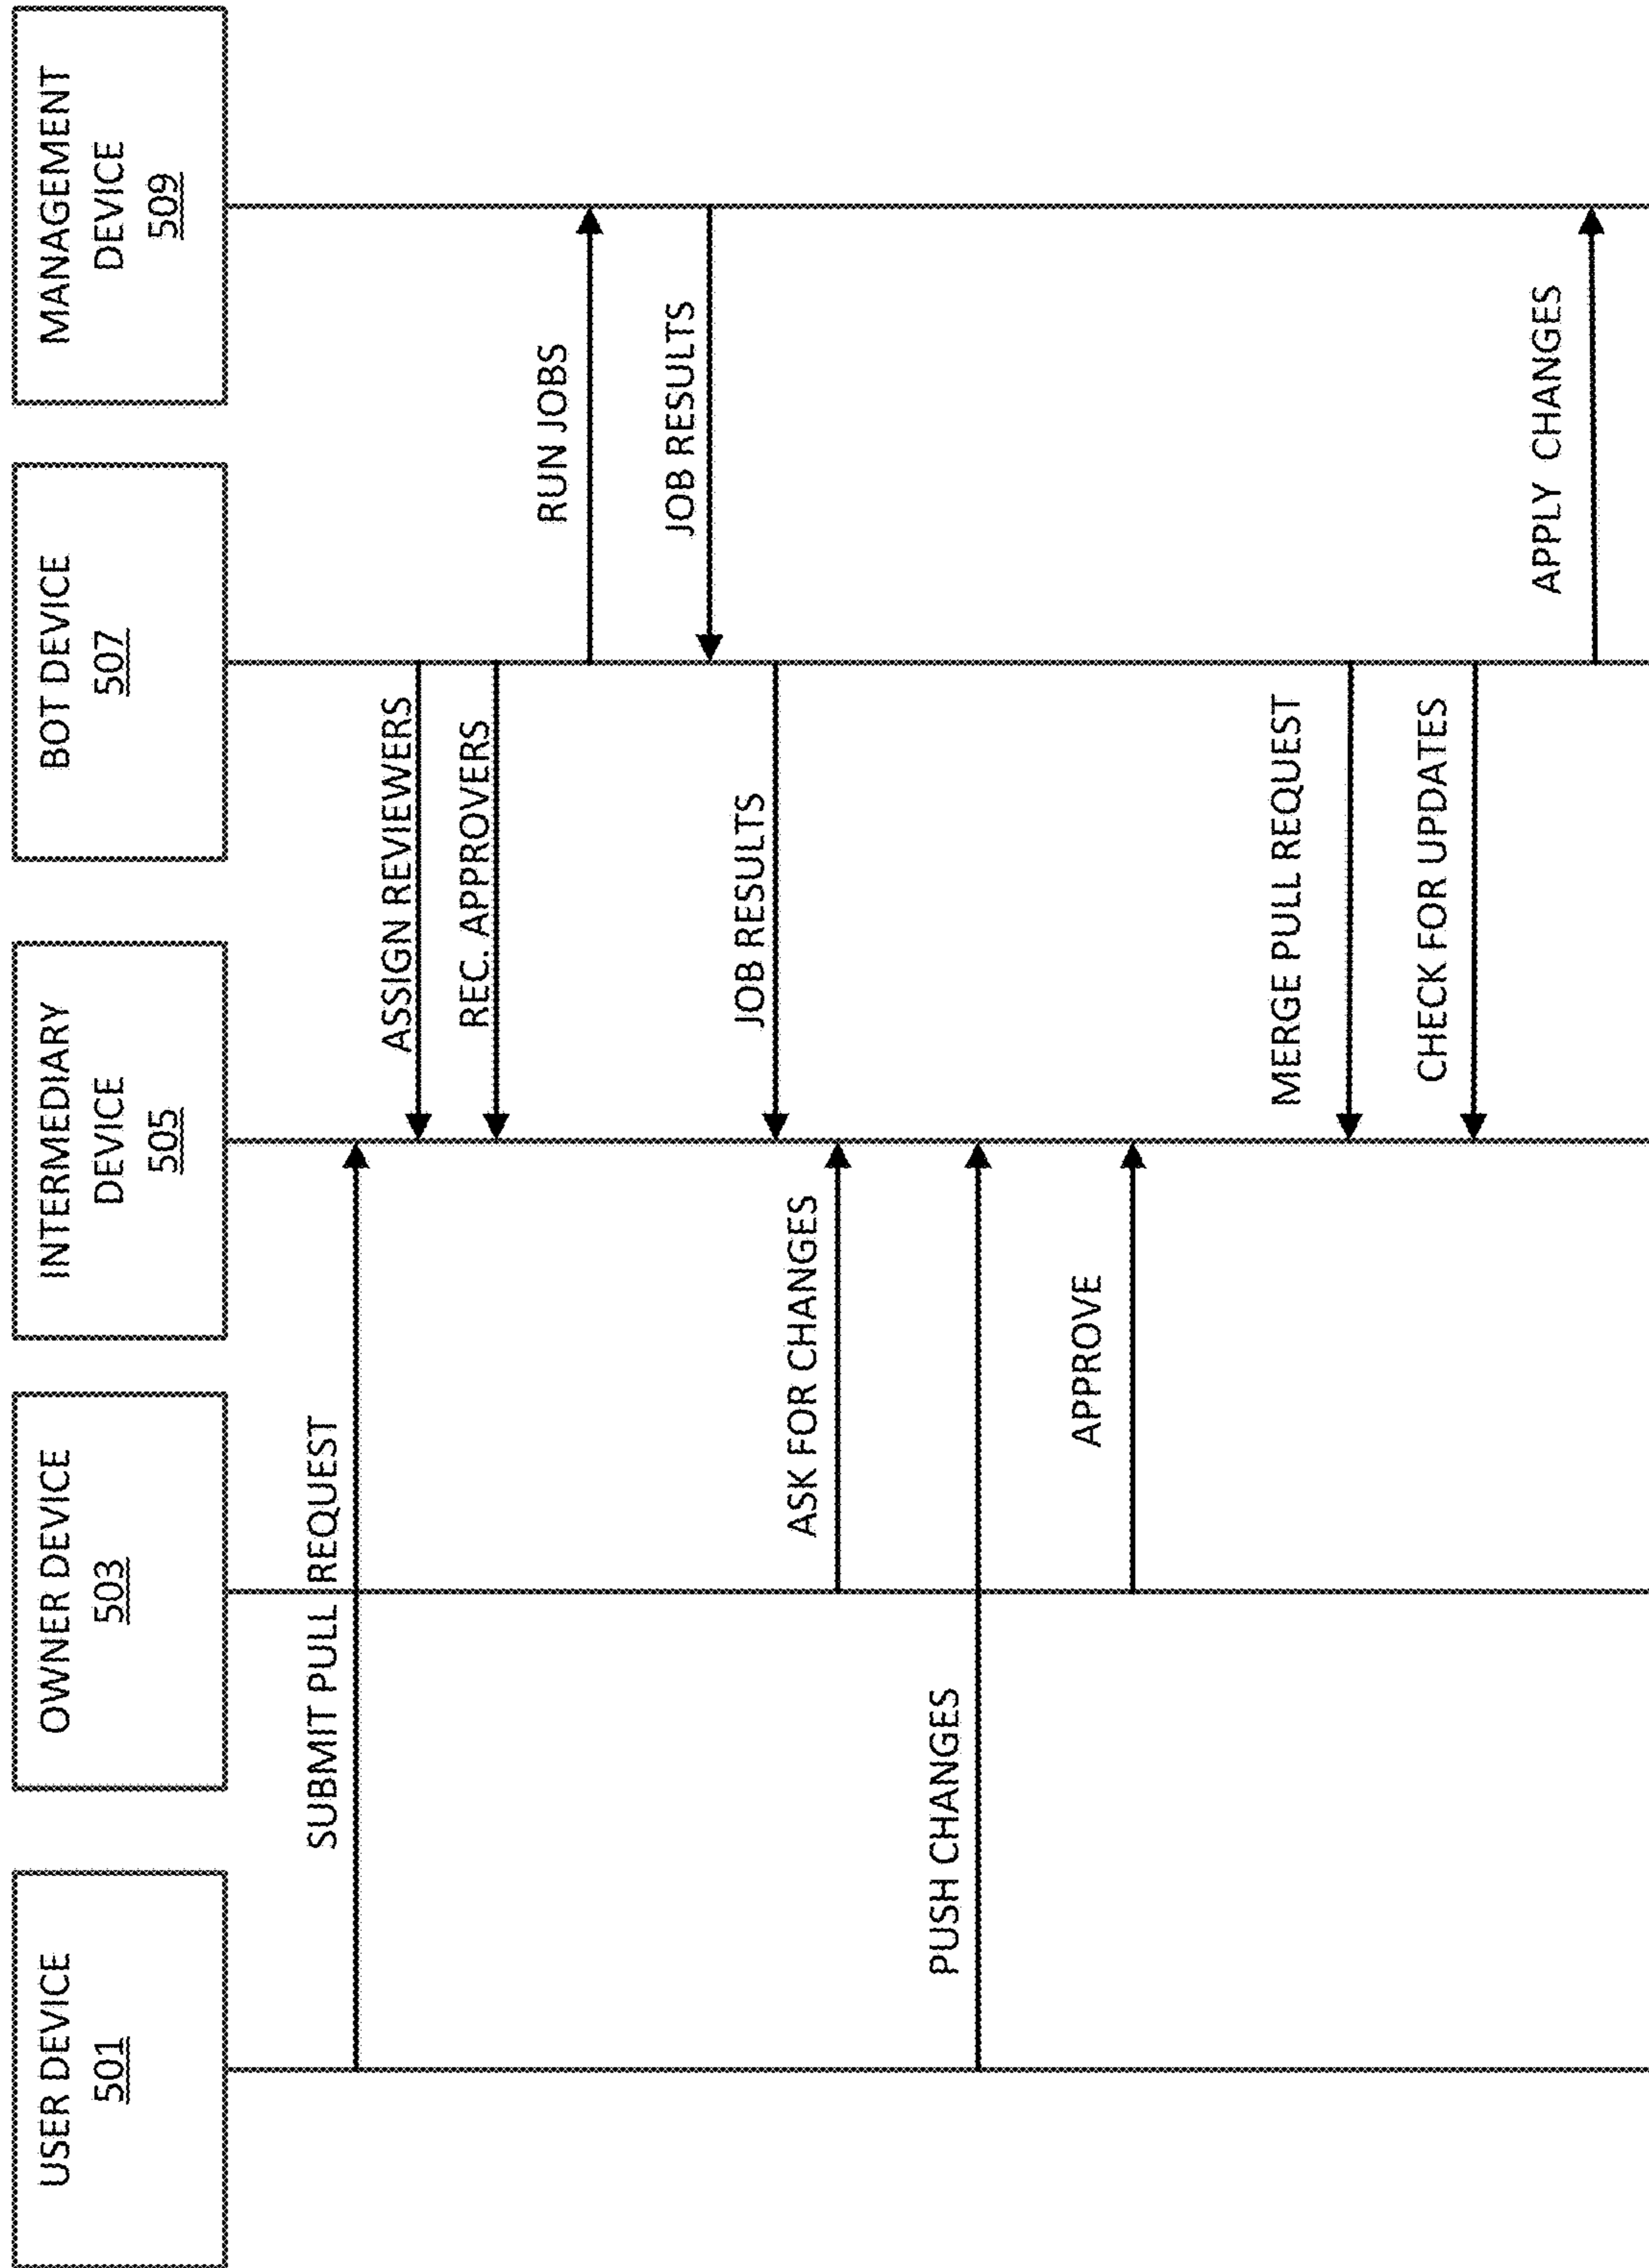 USER DEVICE
501
OWNER DEVICE
503
INTERMEDIARY
DEVICE
505
BOT DEVICE
507
MANAGEMENT
DEVICE
509
SUBMIT PULL REQUEST
ASSIGN REVIEWERS
REC. APPROVERS
RUN JOBS
JOB RESULTS
JOB RESULTS
ASK FOR CHANGES
PUSH CHANGES
APPROVE
MERGE PULL REQUEST
CHECK FOR UPDATES
APPLY CHANGES